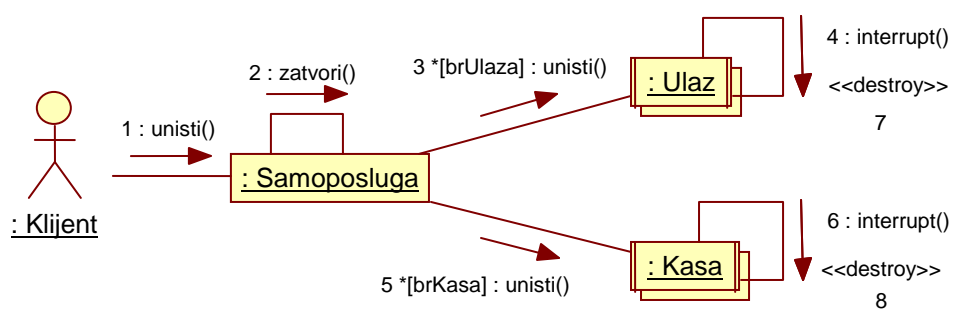 4 : interrupt()
3 *[brUlaza] : unisti()
2 : zatvori()
: Ulaz
<<destroy>>
7
1 : unisti()
: Samoposluga
: Klijent
6 : interrupt()
: Kasa
<<destroy>>
5 *[brKasa] : unisti()
8